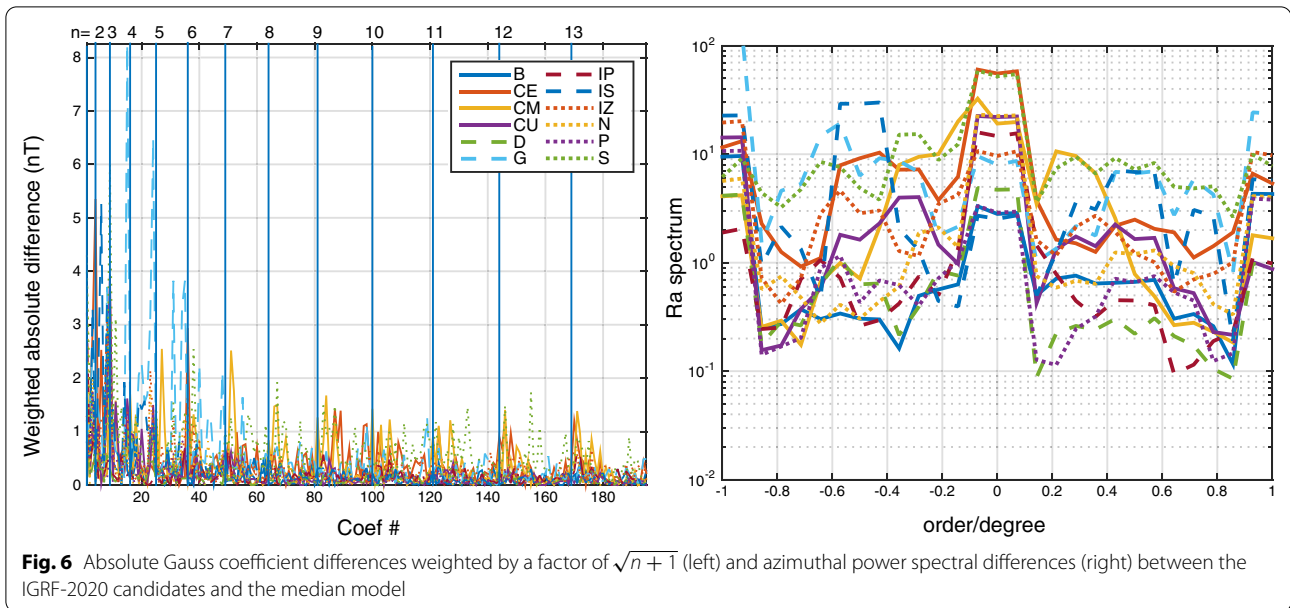 n= 2 3 4 5 6 7 8 9 10 11 12 13
8
7
6
5
4
3
2
1
0
Weighted absolute difference (nT)
20 40 60 80 100 120 140 160 180
Coef #
B IP
CE IS
CM IZ
CU N
D P
G S
10^2
10^1
10^0
10^-1
10^-2
Ra spectrum
-1 -0.8 -0.6 -0.4 -0.2 0 0.2 0.4 0.6 0.8 1
order/degree
Fig. 6 Absolute Gauss coefficient differences weighted by a factor of √n + 1 (left) and azimuthal power spectral differences (right) between the
IGRF-2020 candidates and the median model